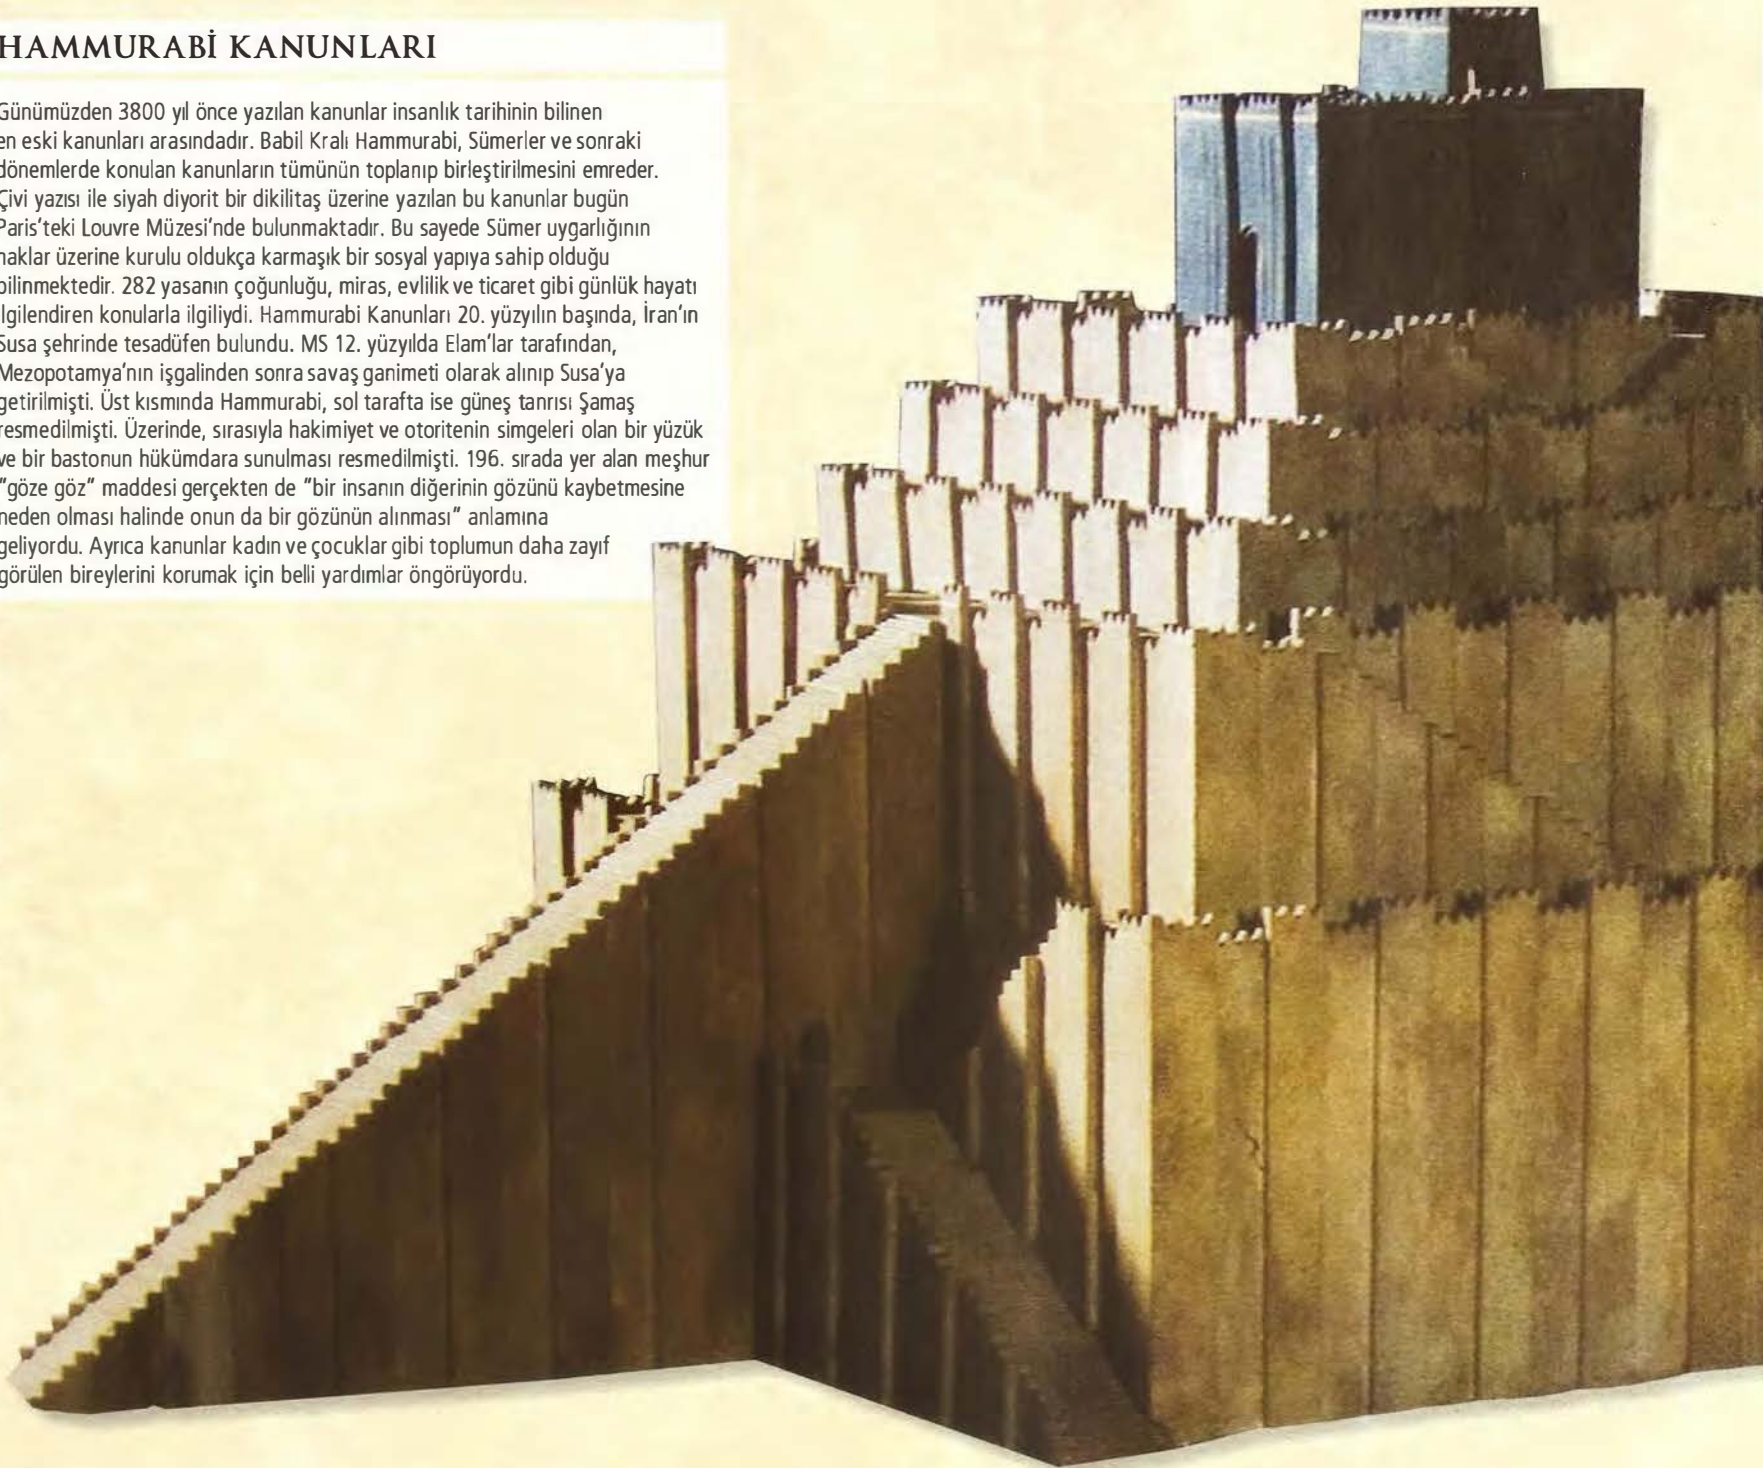 HAMMURABİ KANUNLARI
Günümüzden 3800 yıl önce yazılan kanunlar insanlık tarihinin bilinen
en eski kanunları arasındadır. Babil Kralı Hammurabi, Sümerler ve sonraki
dönemlerde konulan kanunların tümünün toplanıp birleştirilmesini emreder.
Çivi yazısı ile siyah diyorit bir dikilitaş üzerine yazılan bu kanunlar bugün
Paris'teki Louvre Müzesi'nde bulunmaktadır. Bu sayede Sümer uygarlığının
haklar üzerine kurulu oldukça karmaşık bir sosyal yapıya sahip olduğu
bilinmektedir. 282 yasanın çoğunluğu, miras, evlilik ve ticaret gibi günlük hayatı
ilgilendiren konularla ilgiliydi. Hammurabi Kanunları 20. yüzyılın başında, İran'ın
Susa şehrinde tesadüfen bulundu. MS 12. yüzyılda Elam'lar tarafından,
Mezopotamya'nın işgalinden sonra savaş ganimeti olarak alınıp Susa'ya
getirilmişti. Üst kısmında Hammurabi, sol tarafta ise güneş tanrısı Şamaş
resmedilmişti. Üzerinde, sırasıyla hakimiyet ve otoritenin simgeleri olan bir yüzük
ve bir bastonun hükümdara sunulması resmedilmişti. 196. sırada yer alan meşhur
"göze göz" maddesi gerçekten de "bir insanın diğerinin gözünü kaybetmesine
neden olması halinde onun da bir gözünün alınması" anlamına
geliyordu. Ayrıca kanunlar kadın ve çocuklar gibi toplumun daha zayıf
görülen bireylerini korumak için belli yardımlar öngörüyordu.